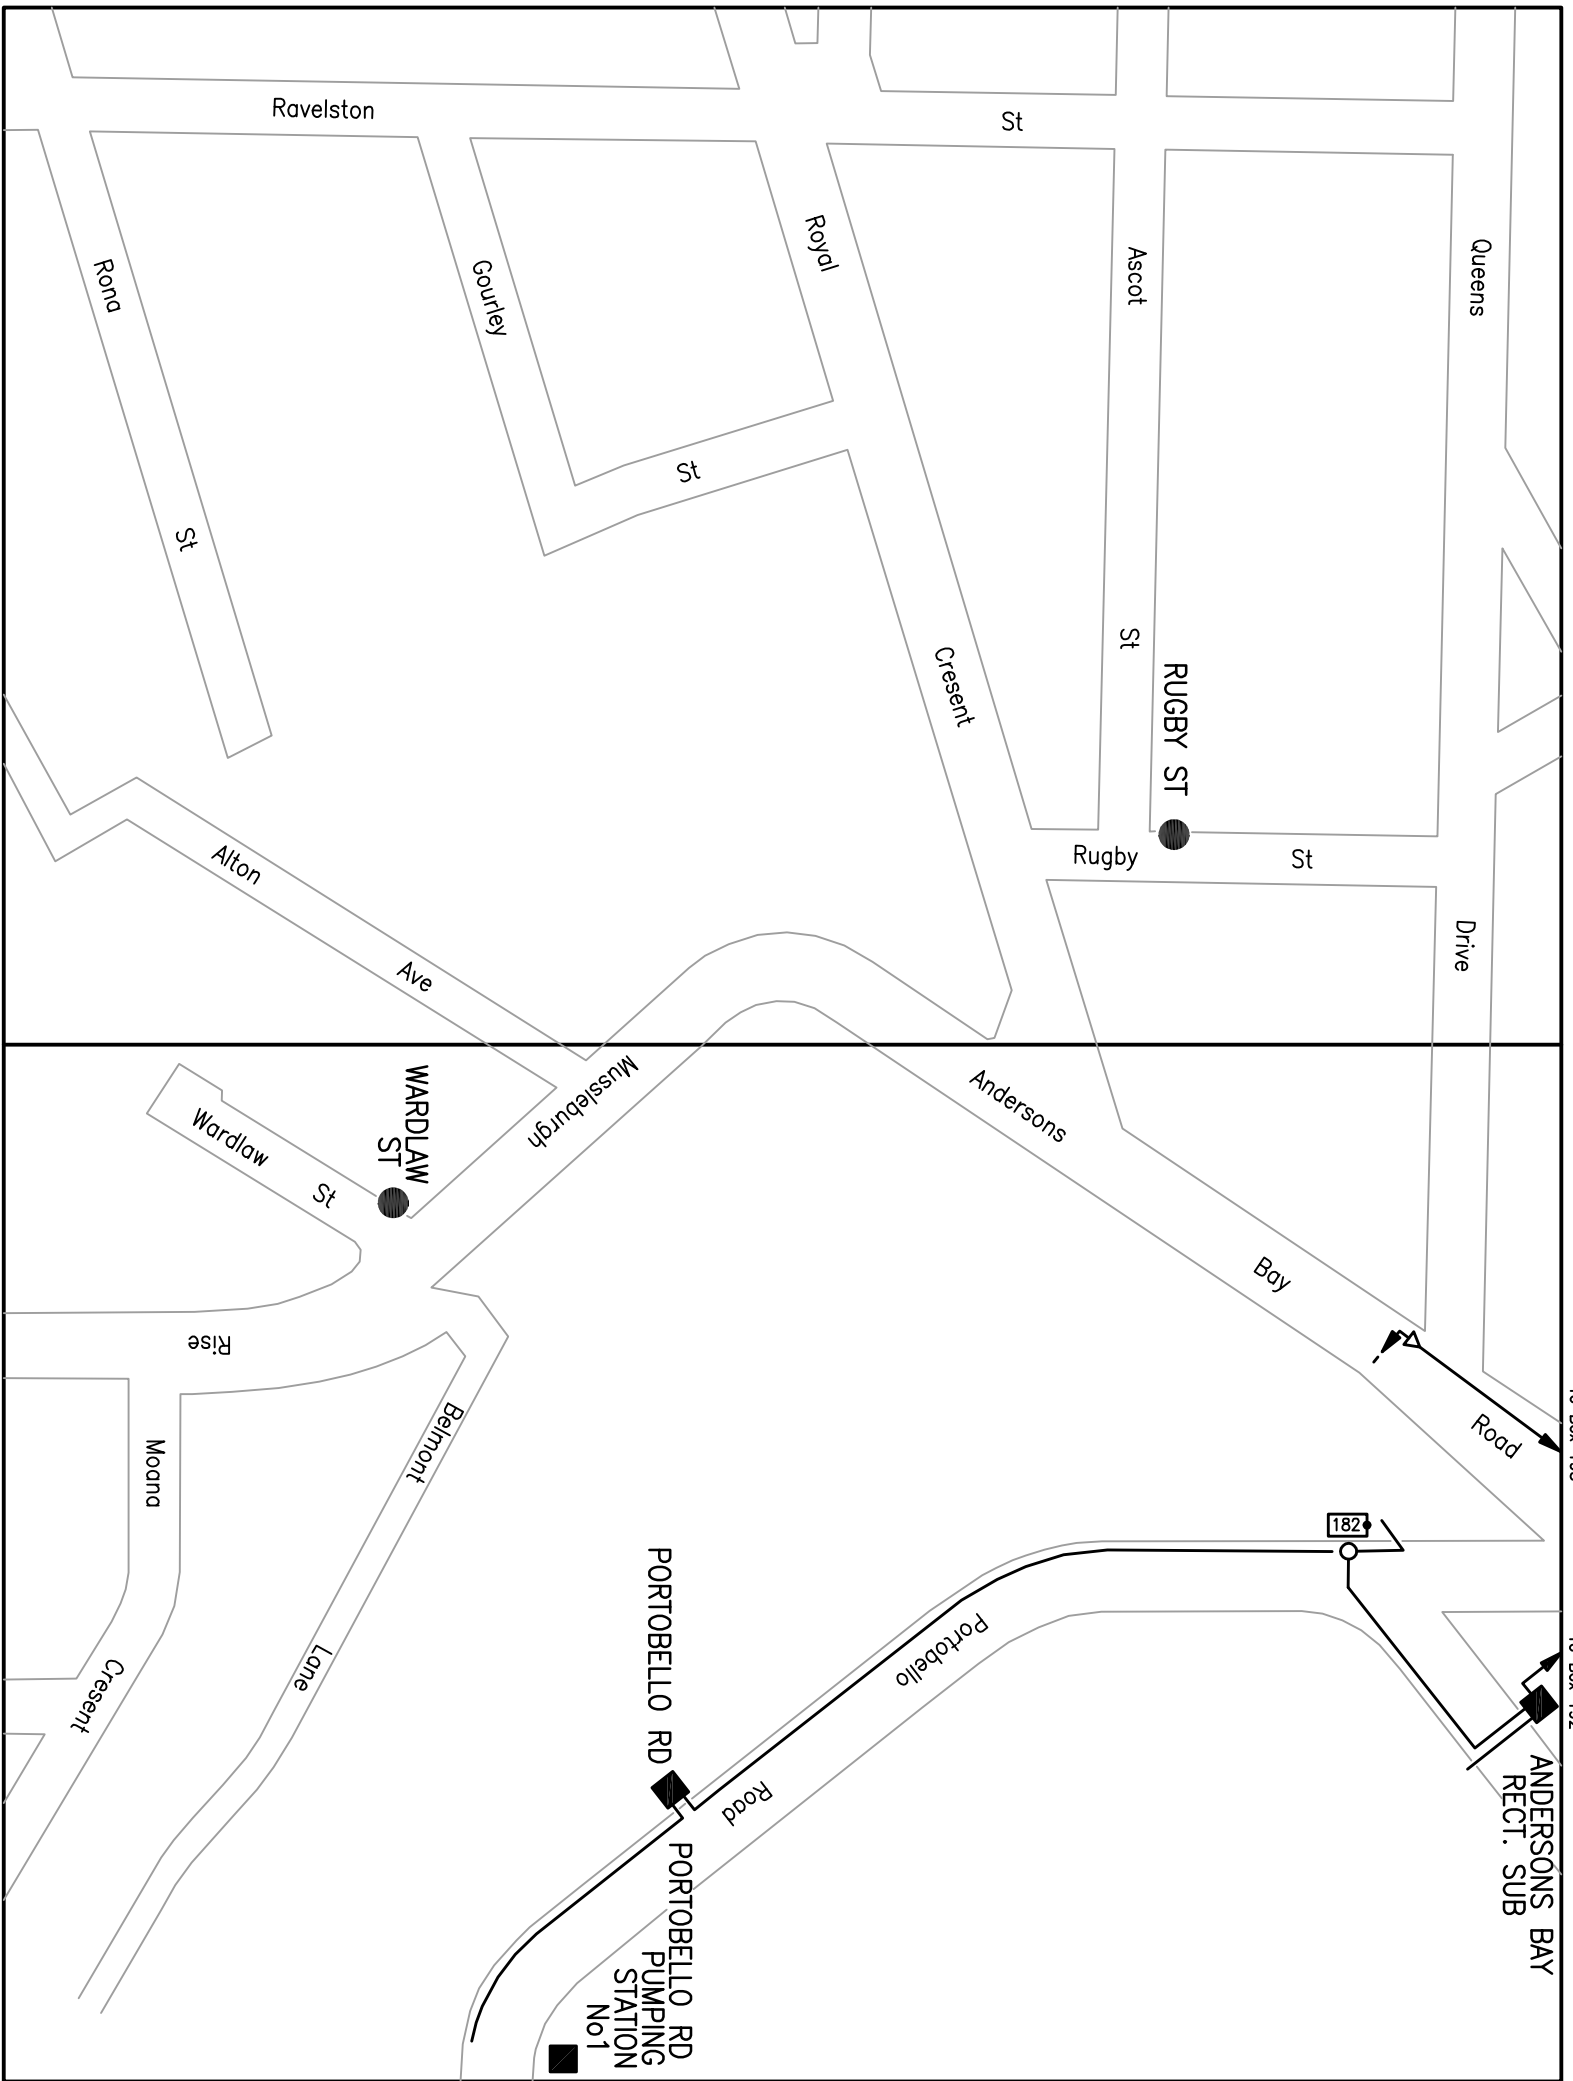 Ravelston
St
Rona
St
Gourley
St
Royal
Cresent
Ascot
St
Queens
Drive
RUGBY ST
Rugby
St
Alton
Ave
Mussleburgh
Rise
WARDLAW
ST
Wardlaw
St
Andersons
Bay
Road
Moana
Cresent
Belmont
Lane
182
Portobello
Road
PORTOBELLO RD
PORTOBELLO RD
PUMPING
STATION
No1
ANDERSONS BAY
RECT. SUB